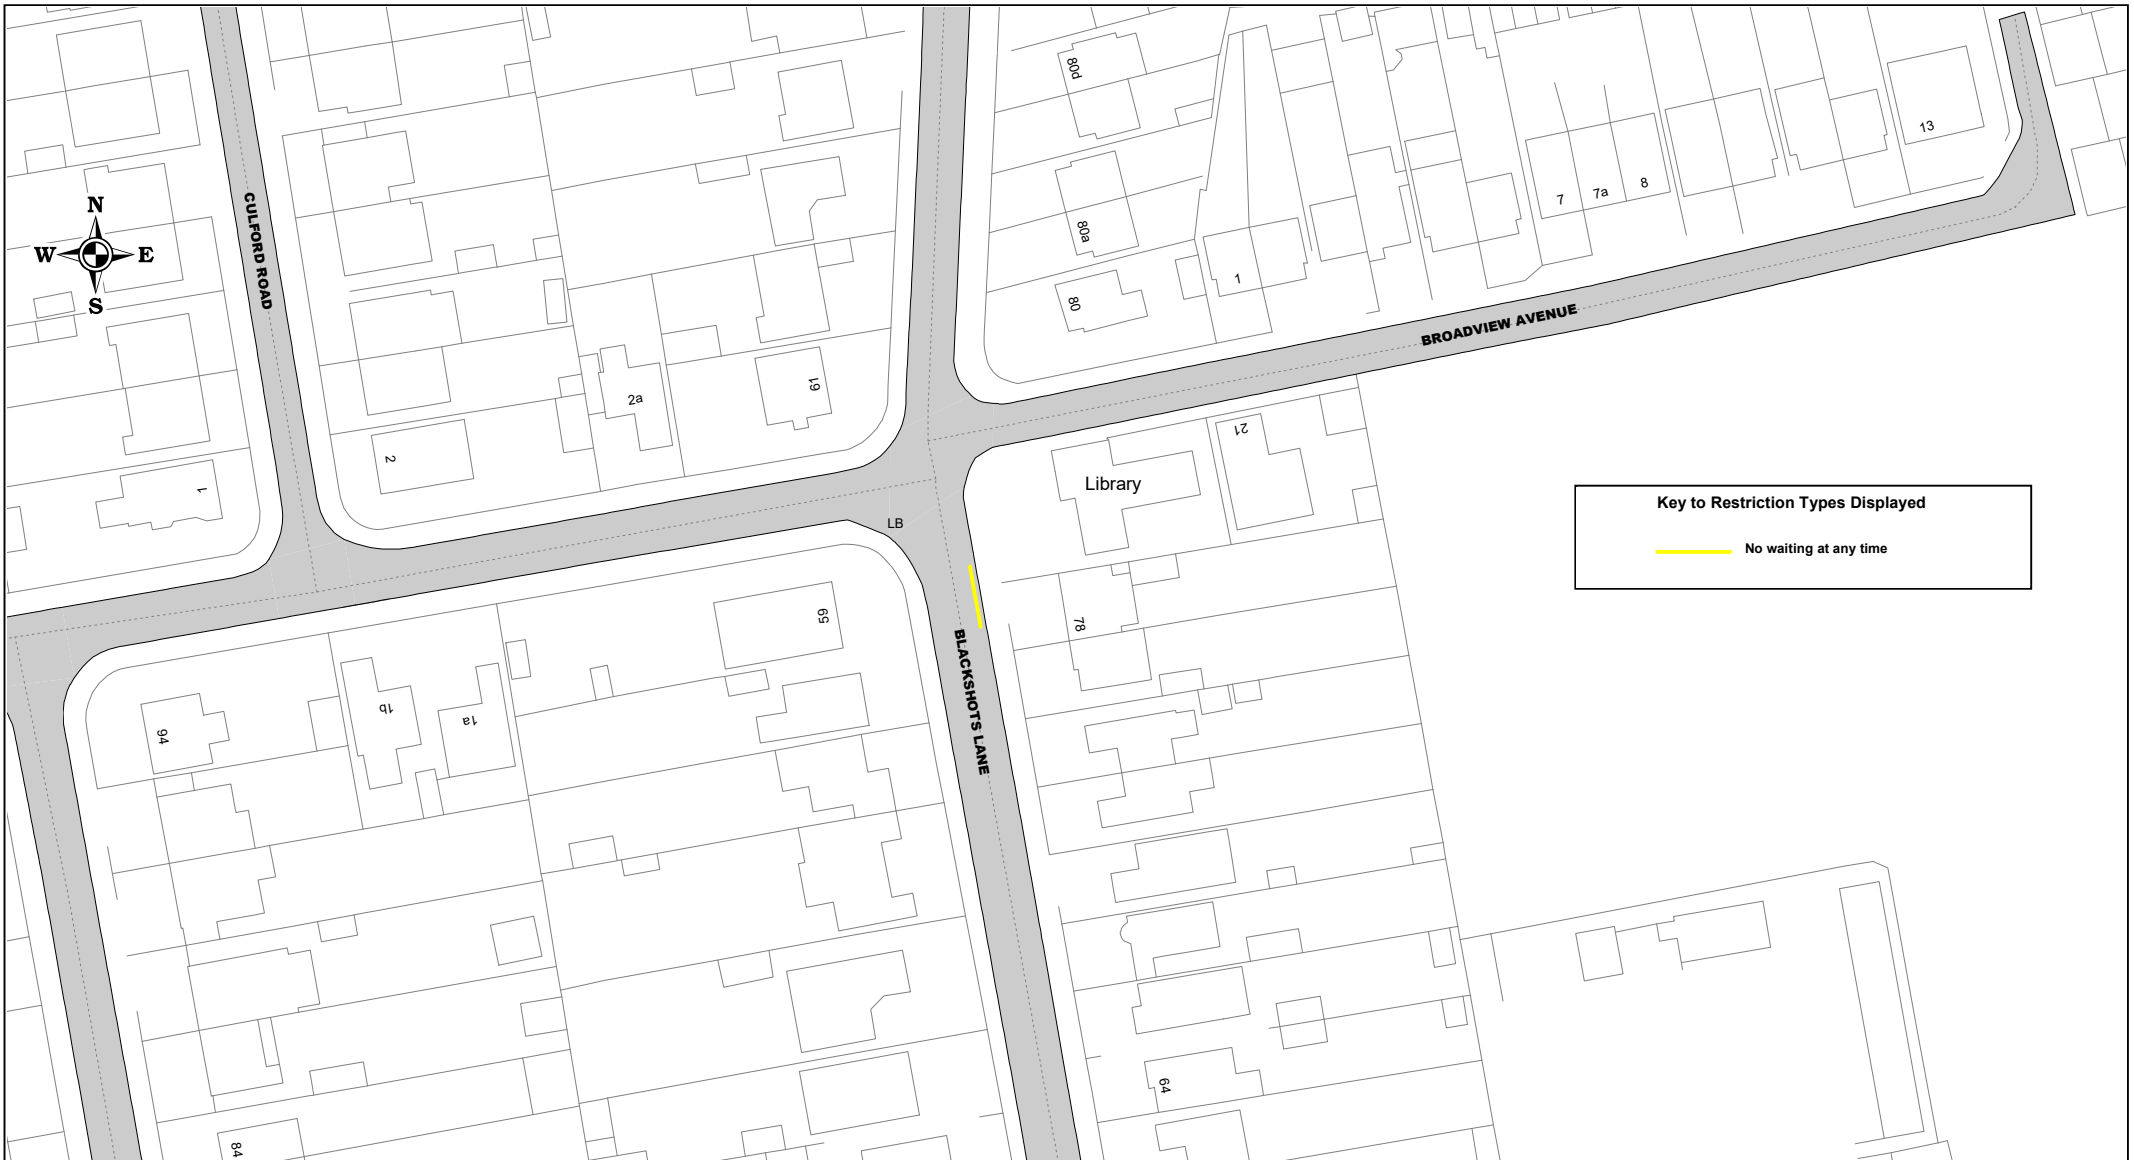 80d
13
8
7a
7
CULFORD ROAD
N
W E
S
80a
1
80
BROADVIEW AVENUE
61
2a
21
2
Library
1
Key to Restriction Types Displayed
No waiting at any time
LB
59
78
BLACKSHOTS LANE
94
1b
1a
64
84